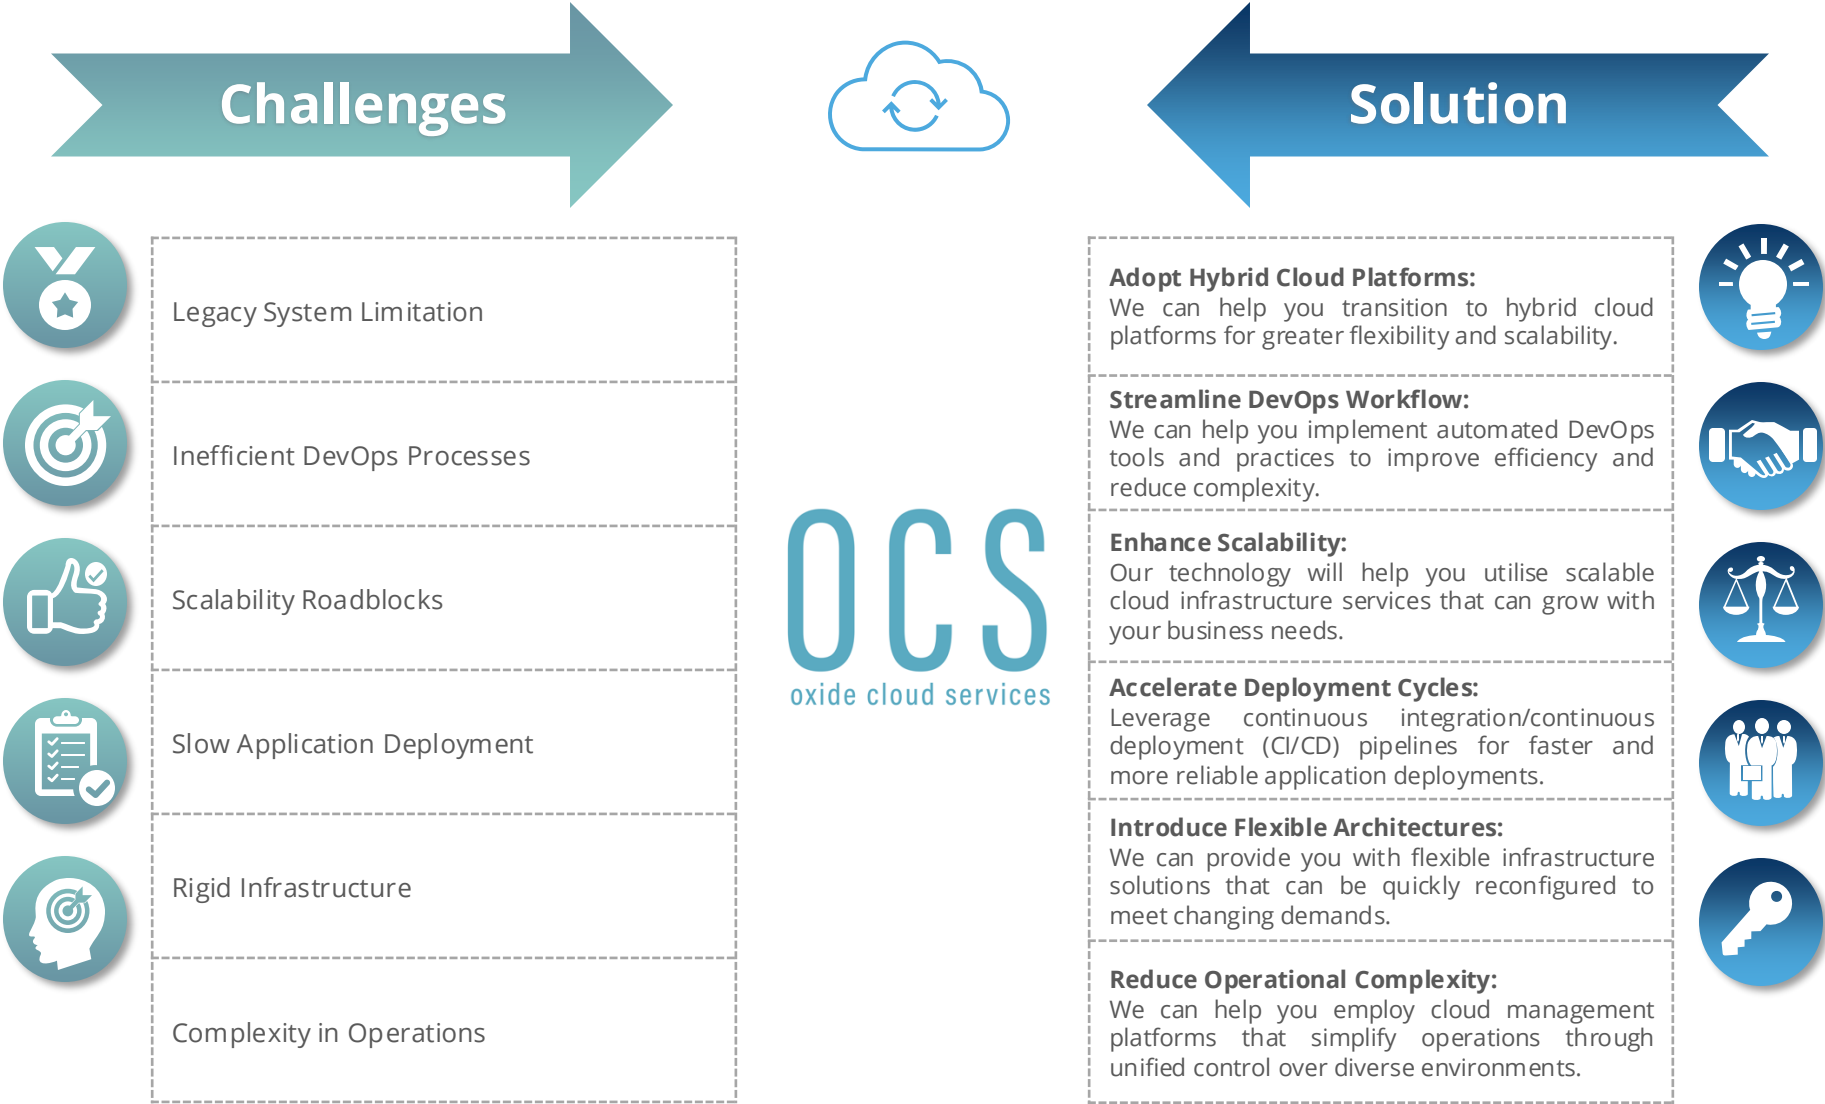 Challenges
Solution
Legacy System Limitation
Inefficient DevOps Processes
Scalability Roadblocks
Slow Application Deployment
Rigid Infrastructure
Complexity in Operations
OCS
oxide cloud services
Adopt Hybrid Cloud Platforms:
We can help you transition to hybrid cloud
platforms for greater flexibility and scalability.
Streamline DevOps Workflow:
We can help you implement automated DevOps
tools and practices to improve efficiency and
reduce complexity.
Enhance Scalability:
Our technology will help you utilise scalable
cloud infrastructure services that can grow with
your business needs.
Accelerate Deployment Cycles:
Leverage continuous integration/continuous
deployment (CI/CD) pipelines for faster and
more reliable application deployments.
Introduce Flexible Architectures:
We can provide you with flexible infrastructure
solutions that can be quickly reconfigured to
meet changing demands.
Reduce Operational Complexity:
We can help you employ cloud management
platforms that simplify operations through
unified control over diverse environments.